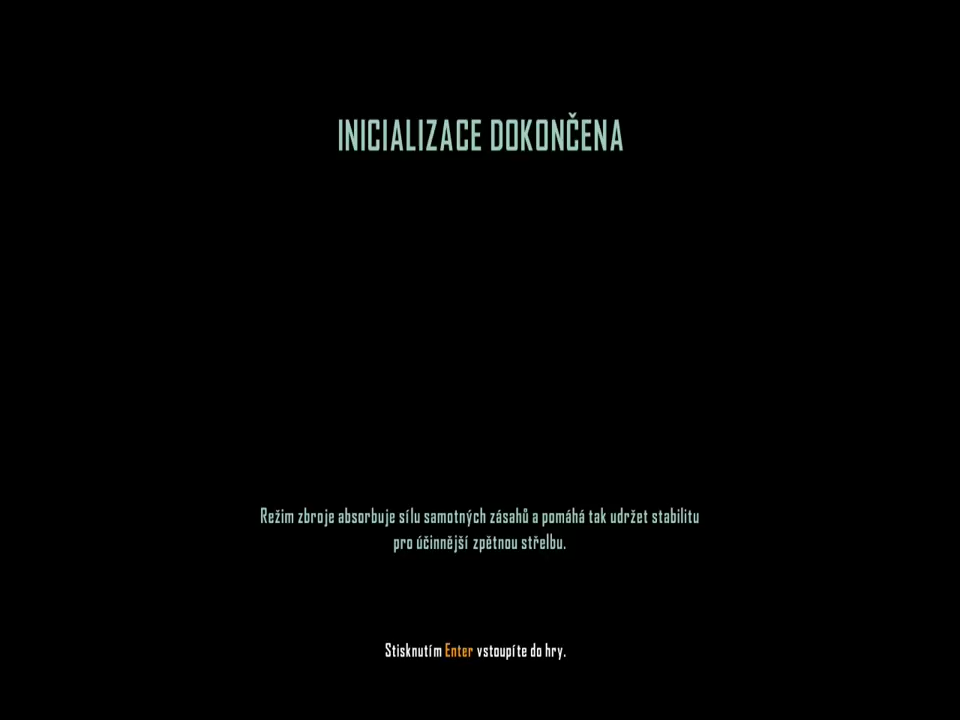 INICIALIZACE DOKONČENA
Režim zbroje absorbuje sílu samotných zásahů a pomáhá tak udržet stabilitu
pro účinnější zpětnou střelbu.
Stisknutím Enter vstoupíte do hry.